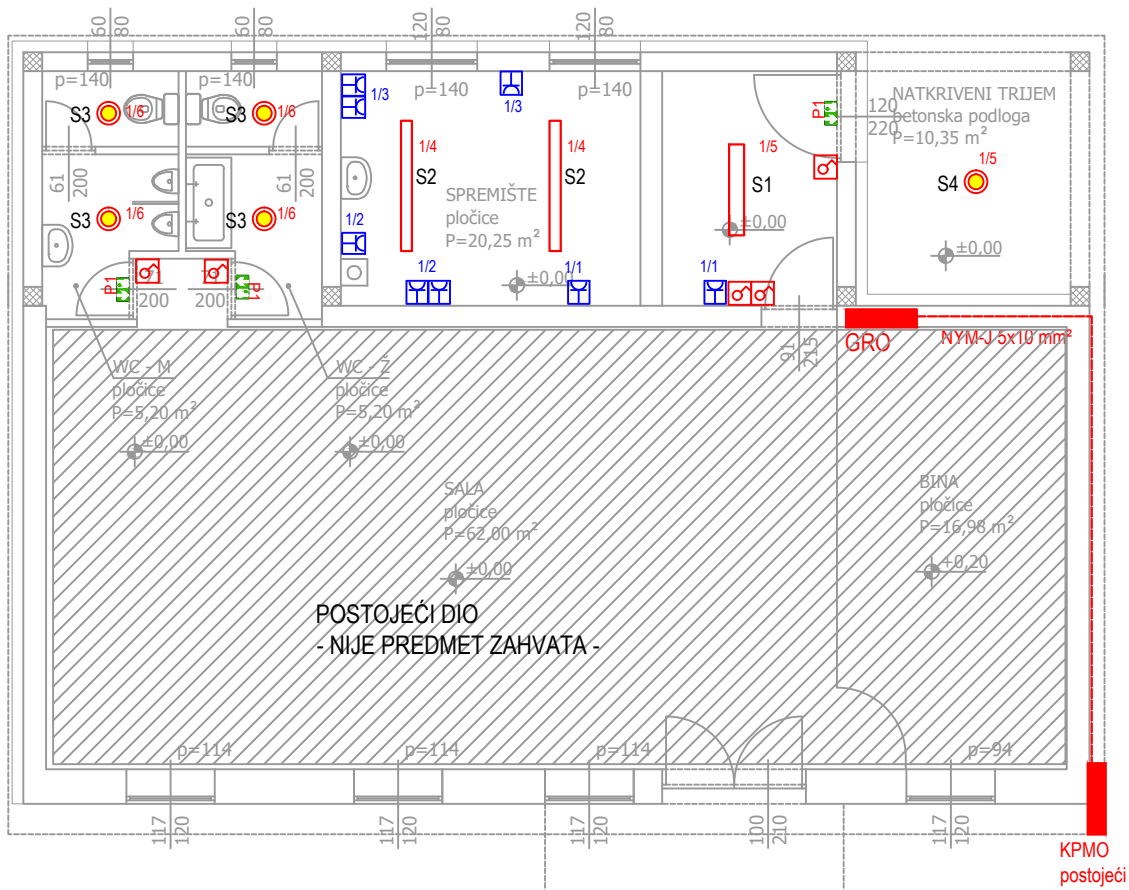 60
80
60
80
120
80
120
80
p=140
p=140
p=140
p=140
S3
1/6
S3
1/6
1/3
1/3
1/4
S2
1/4
S2
1/5
S1
P1
120
220
NATKRIVENI TRIJEM
betonska podloga
P=10,35 m²
1/5
S4
±0,00
61
200
61
200
S3
1/6
S3
1/6
SPREMIŠTE
pločice
P=20,25 m²
±0,00
±0,00
1/2
1/2
1/1
1/1
P1
71
200
200
P1
91
215
GRO
NYM-J 5x10 mm²
WC - M
pločice
P=5,20 m²
±0,00
WC - Ž
pločice
P=5,20 m²
±0,00
SALA
pločice
P=62,00 m²
±0,00
BINA
pločice
P=16,98 m²
+0,20
POSTOJEĆI DIO
- NIJE PREDMET ZAHVATA -
p=114
p=114
p=114
p=94
117
120
117
120
117
120
100
210
117
120
KPMO
postojeći